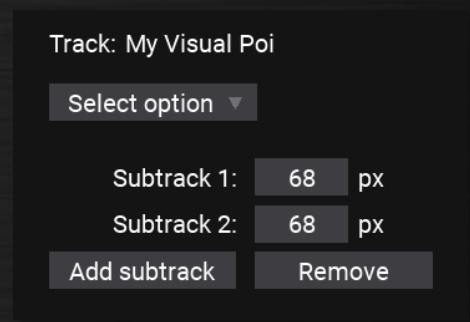 Track: My Visual Poi
Select option
Subtrack 1: 68 px
Subtrack 2: 68 px
Add subtrack Remove